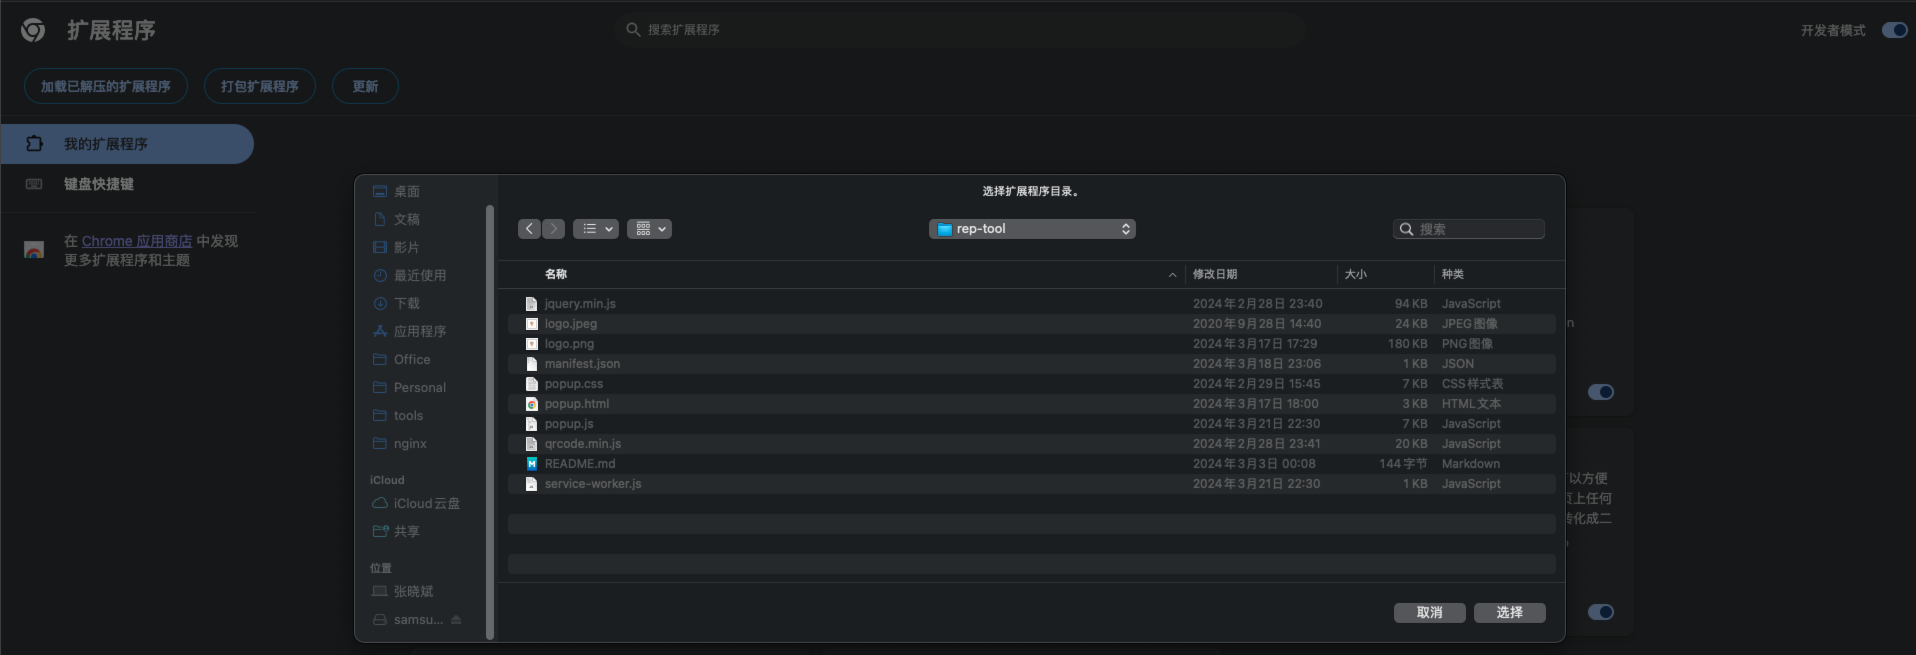 扩展程序
搜索扩展程序
开发者模式
加载已解压的扩展程序
打包扩展程序
更新
我的扩展程序
键盘快捷键
在 Chrome 应用商店 中发现
更多扩展程序和主题
选择扩展程序目录。
桌面
文稿
影片
最近使用
下载
应用程序
Office
Personal
tools
nginx
iCloud
iCloud云盘
共享
位置
张晓斌
samsu...
rep-tool
搜索
名称 修改日期 大小 种类
jquery.min.js 2024年2月28日 23:40 94 KB JavaScript
logo.jpeg 2020年9月28日 14:40 24 KB JPEG图像
logo.png 2024年3月17日 17:29 180 KB PNG图像
manifest.json 2024年3月18日 23:06 1 KB JSON
popup.css 2024年2月29日 15:45 7 KB CSS样式表
popup.html 2024年3月17日 18:00 3 KB HTML文本
popup.js 2024年3月21日 22:30 7 KB JavaScript
qrcode.min.js 2024年2月28日 23:41 20 KB JavaScript
README.md 2024年3月3日 00:08 144字节 Markdown
service-worker.js 2024年3月21日 22:30 1 KB JavaScript
取消
选择
n
以方便
页上任何
转化成二